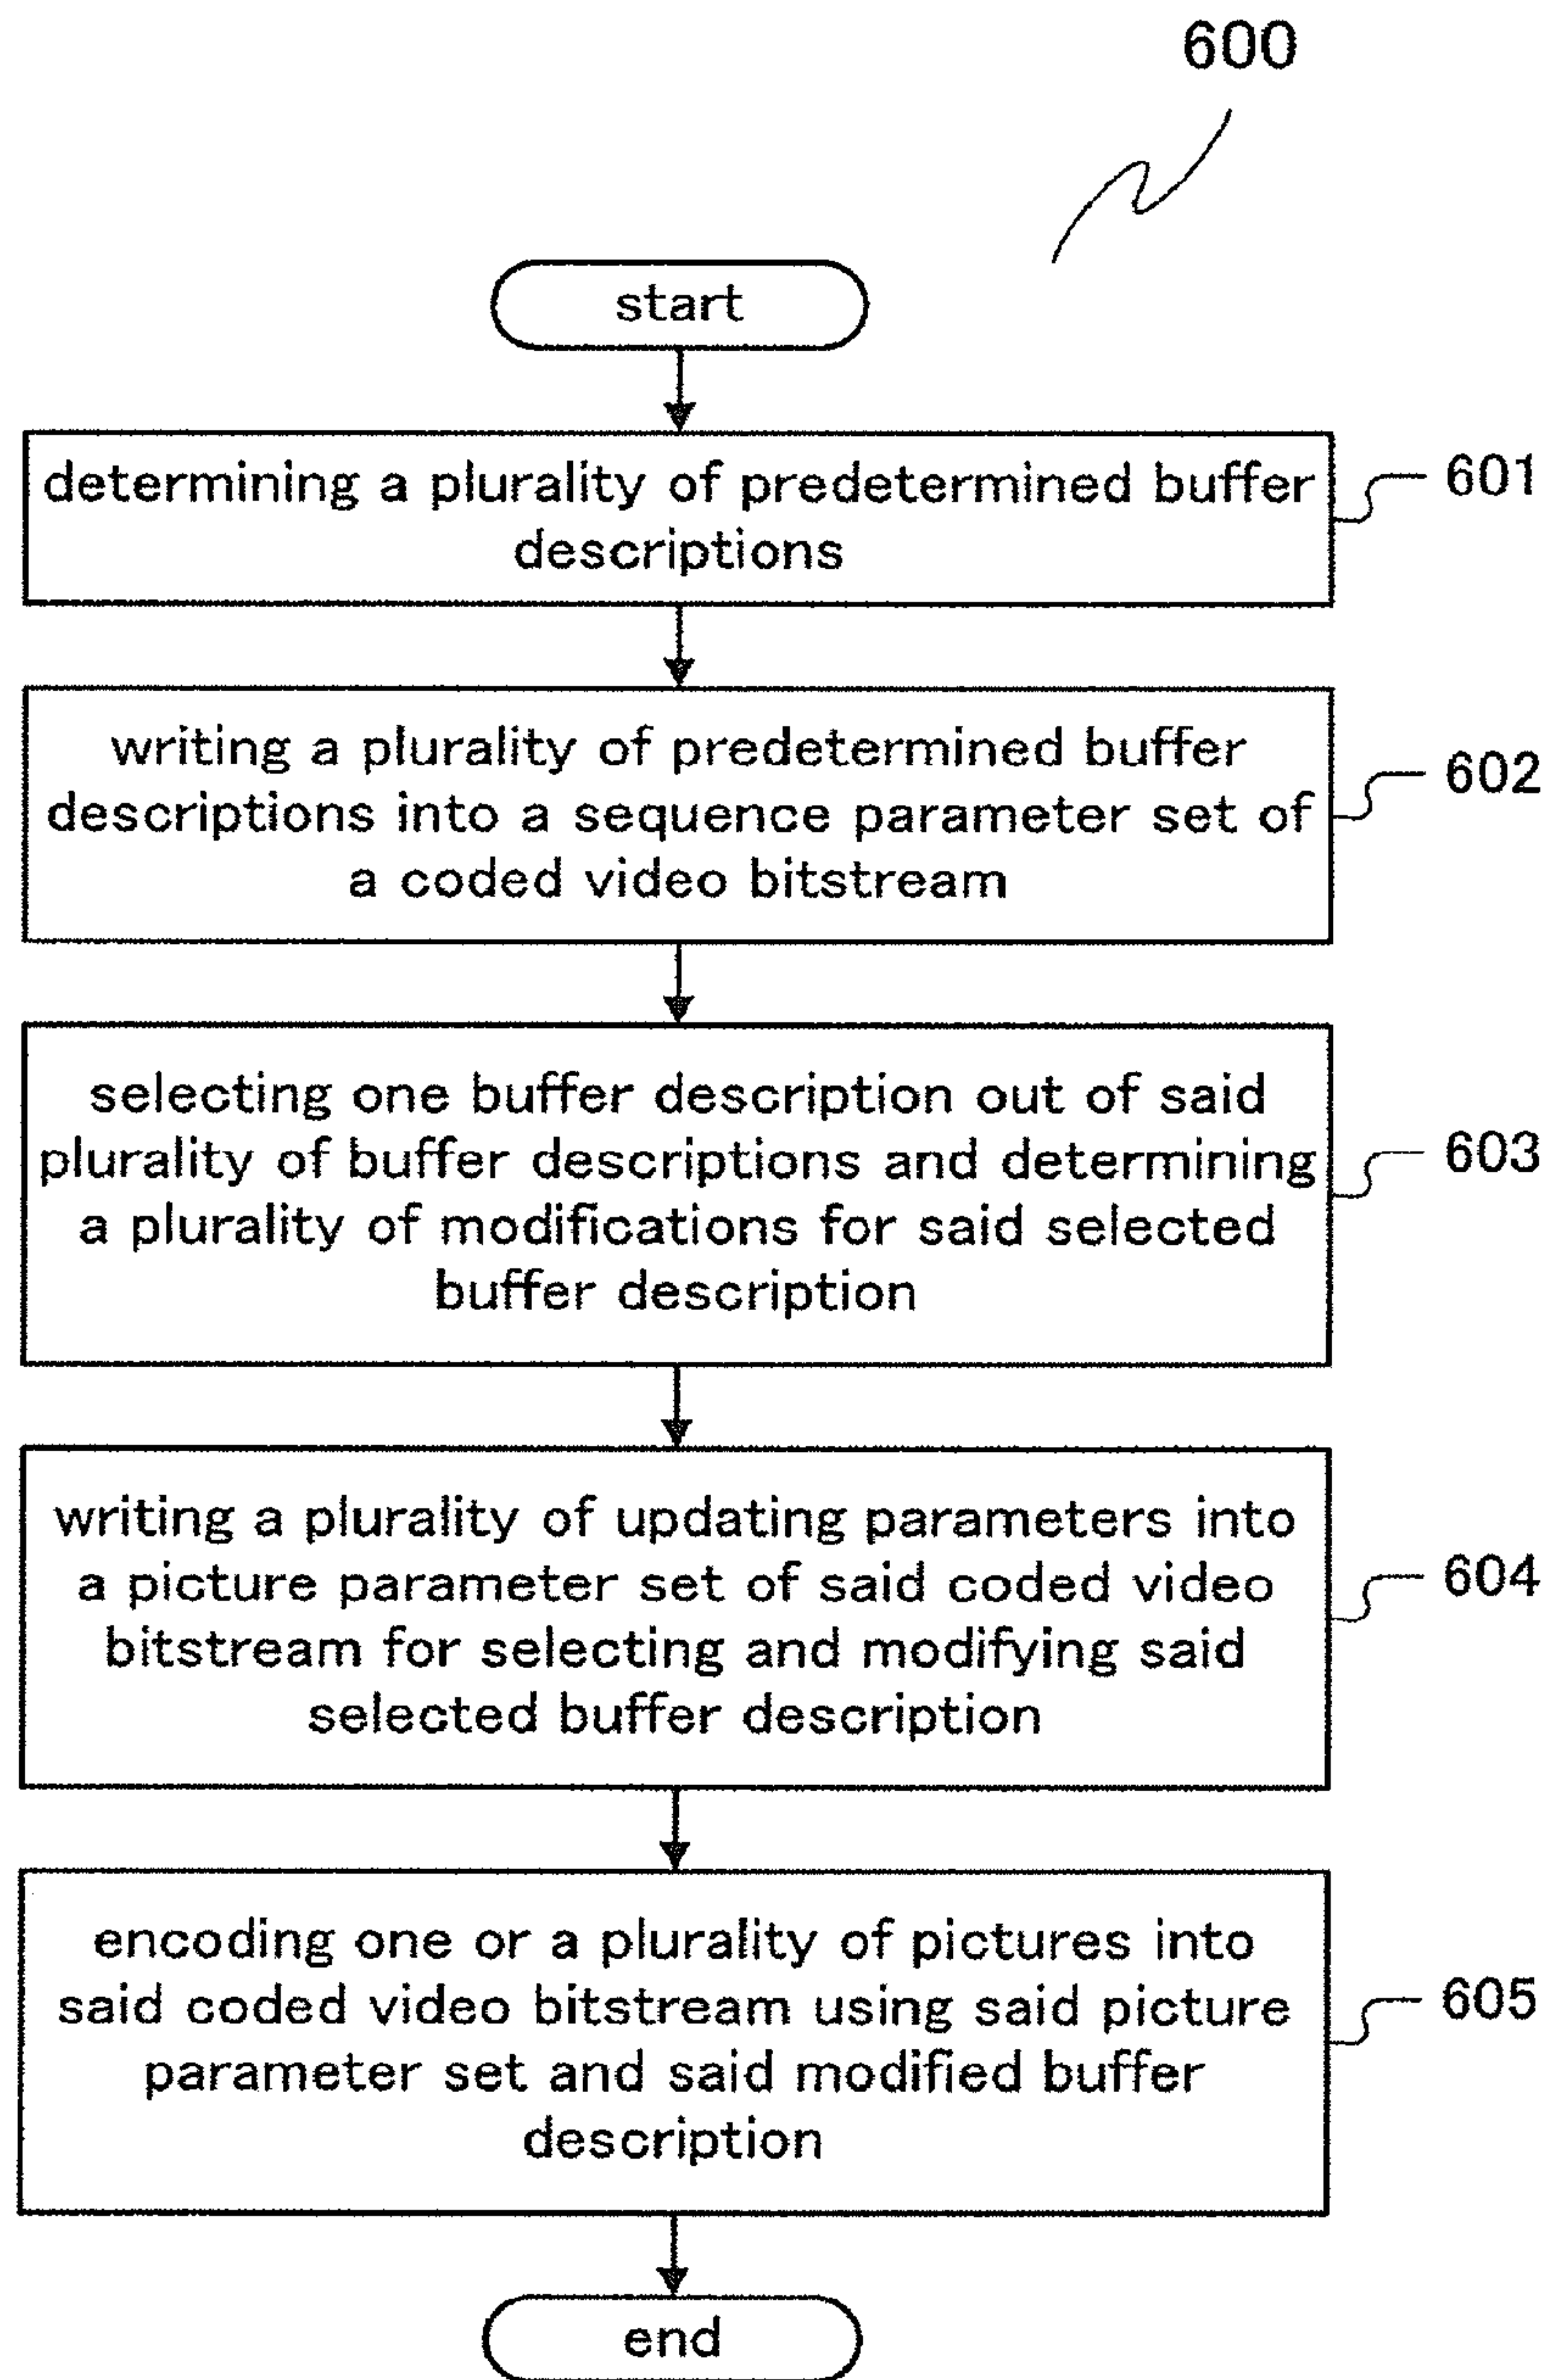 600
start
determining a plurality of predetermined buffer
descriptions
601
writing a plurality of predetermined buffer
descriptions into a sequence parameter set of
a coded video bitstream
602
selecting one buffer description out of said
plurality of buffer descriptions and determining
a plurality of modifications for said selected
buffer description
603
writing a plurality of updating parameters into
a picture parameter set of said coded video
bitstream for selecting and modifying said
selected buffer description
604
encoding one or a plurality of pictures into
said coded video bitstream using said picture
parameter set and said modified buffer
description
605
end